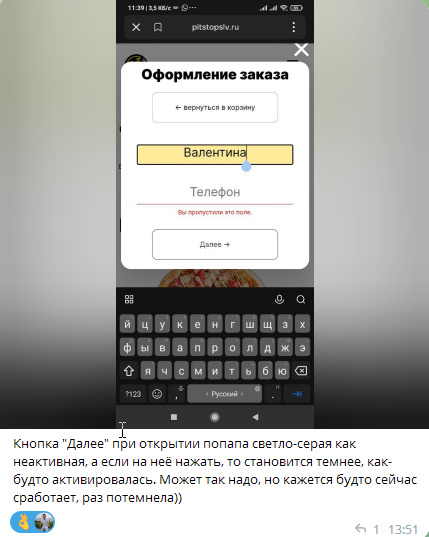 11:39 | 3,5 КБ/с
pitstopslv.ru
Оформление заказа
← вернуться в корзину
Валентина
Телефон
Вы пропустили это поле.
Далее →
й ц у к е н г ш щ з х
ф ы в а п р о л д ж э
я ч с м и т ь б ю
?123 , Русский .
Кнопка "Далее" при открытии попапа светло-серая как
неактивная, а если на неё нажать, то становится темнее, как-
будто активировалась. Может так надо, но кажется будто сейчас
сработает, раз потемнела))
1 13:51